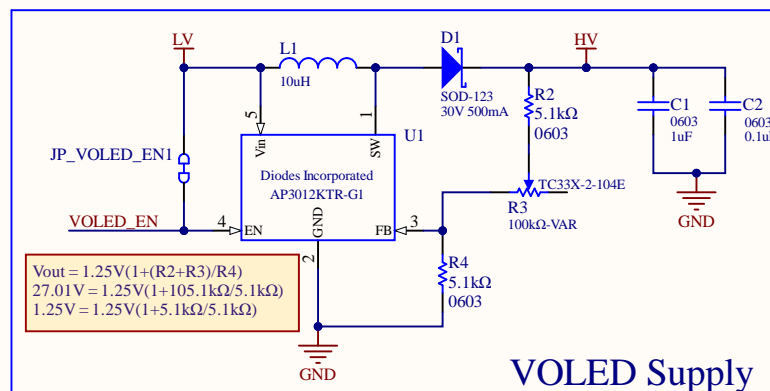 LV
L1
10uH
D1
SOD-123
30V 500mA
HV
R2
5.1kΩ
0603
C1
0603
1uF
C2
0603
0.1u
JP_VOLED_EN1
5
1
U1
Vin
SW
Diodes Incorporated
AP3012KTR-G1
TC33X-2-104E
R3
100kΩ-VAR
VOLED_EN
4
EN
GND
FB
3
2
R4
5.1kΩ
0603
GND
Vout = 1.25V(1+(R2+R3)/R4)
27.01V = 1.25V(1+105.1kΩ/5.1kΩ)
1.25V = 1.25V(1+5.1kΩ/5.1kΩ)
GND
VOLED Supply